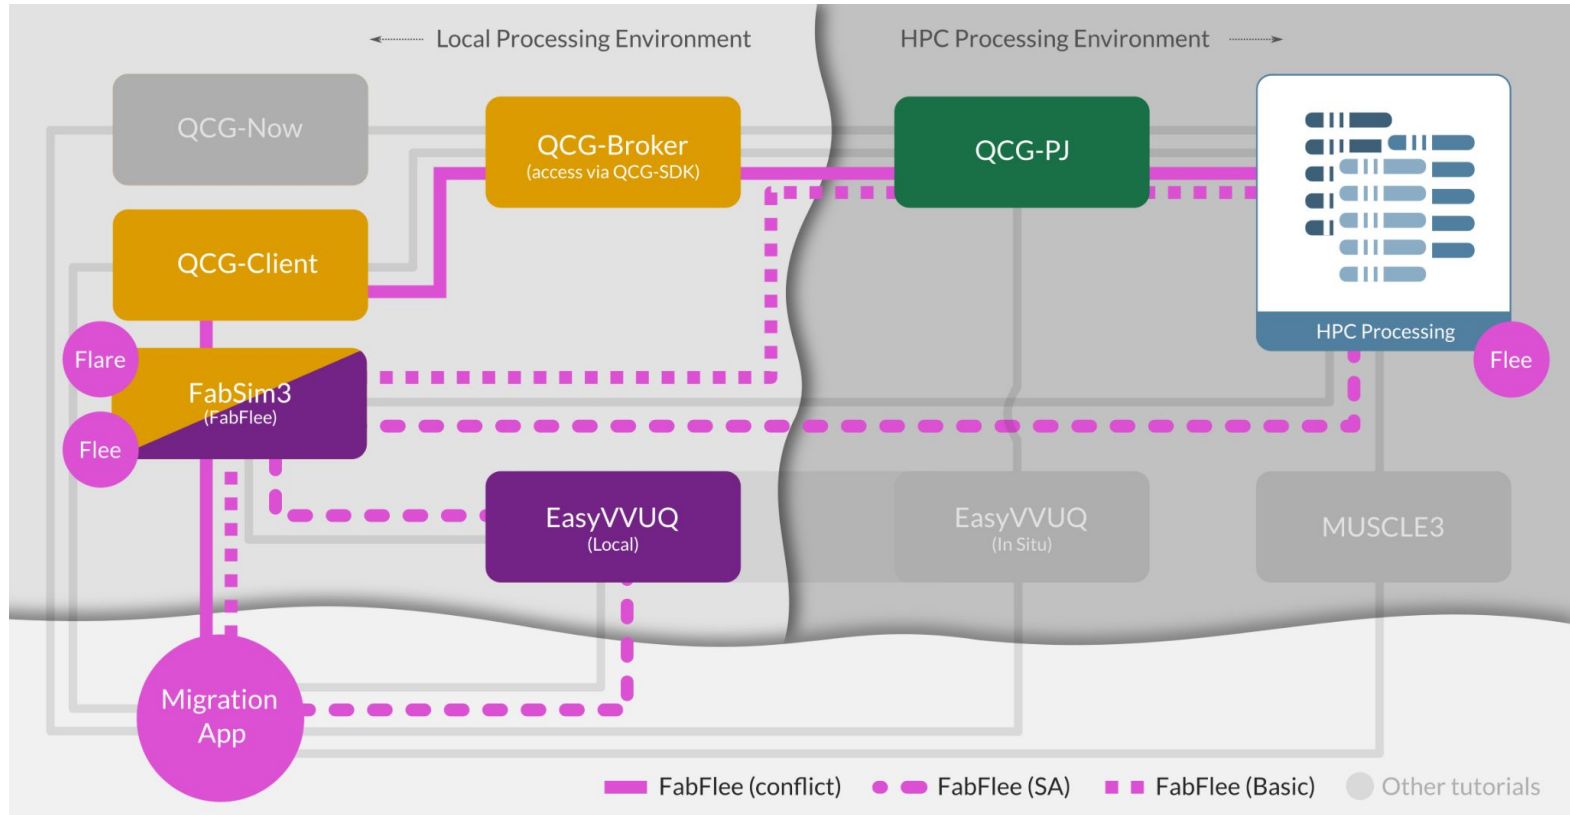 Local Processing Environment
HPC Processing Environment
QCG-Now
QCG-Broker
(access via QCG-SDK)
QCG-PJ
QCG-Client
HPC Processing
Flare
Flee
FabSim3
(FabFlee)
Flee
EasyVVUQ
(Local)
EasyVVUQ
(In Situ)
MUSCLE3
Migration
App
FabFlee (conflict)
FabFlee (SA)
FabFlee (Basic)
Other tutorials